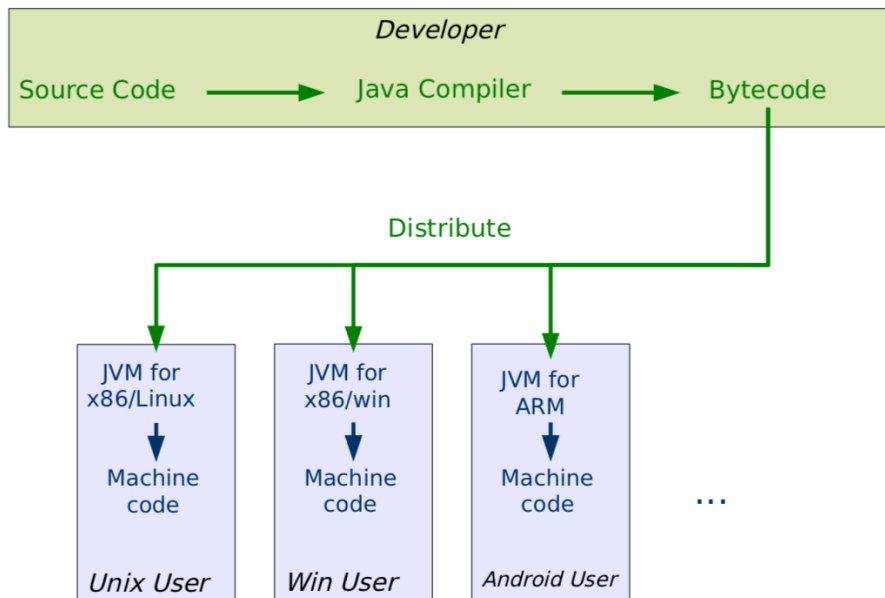 Developer
Source Code Java Compiler Bytecode
Distribute
JVM for
x86/Linux
Machine
code
Unix User
JVM for
x86/win
Machine
code
Win User
JVM for
ARM
Machine
code
Android User
...